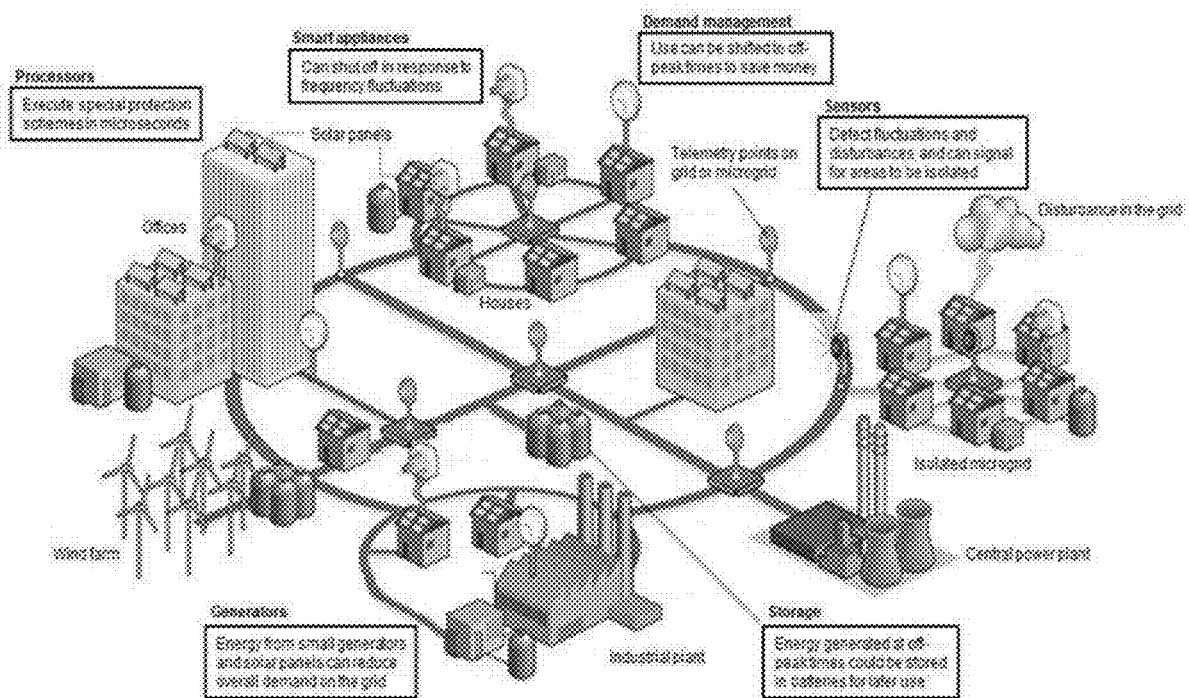 Demand management
Use can be shifted to off-
peak times to save money
Smart appliances
Can shut off in response to
frequency fluctuations
Processors
Execute special protection
schemes in microseconds
Sensors
Detect fluctuations and
disturbances, and can signal
for areas to be isolated
Solar panels
Telemetry points on
grid or microgrid
Disturbance in the grid
Offices
Houses
Isolated microgrid
Wind farm
Central power plant
Generators
Energy from small generators
and solar panels can reduce
overall demand on the grid
Industrial plant
Storage
Energy generated at off-
peak times could be stored
in batteries for later use